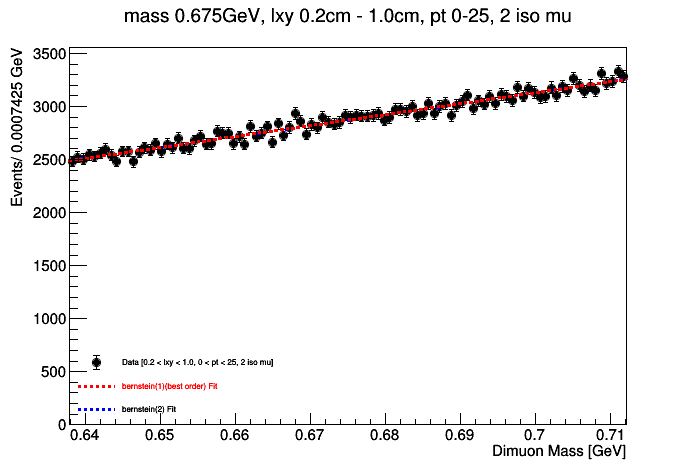 mass 0.675GeV, lxy 0.2cm - 1.0cm, pt 0-25, 2 iso mu
Events/ 0.0007425 GeV
3500
3000
2500
2000
1500
1000
500
0
Data [0.2 < lxy < 1.0, 0 < pt < 25, 2 iso mu]
bernstein(1)(best order) Fit
bernstein(2) Fit
0.64 0.65 0.66 0.67 0.68 0.69 0.7 0.71
Dimuon Mass [GeV]